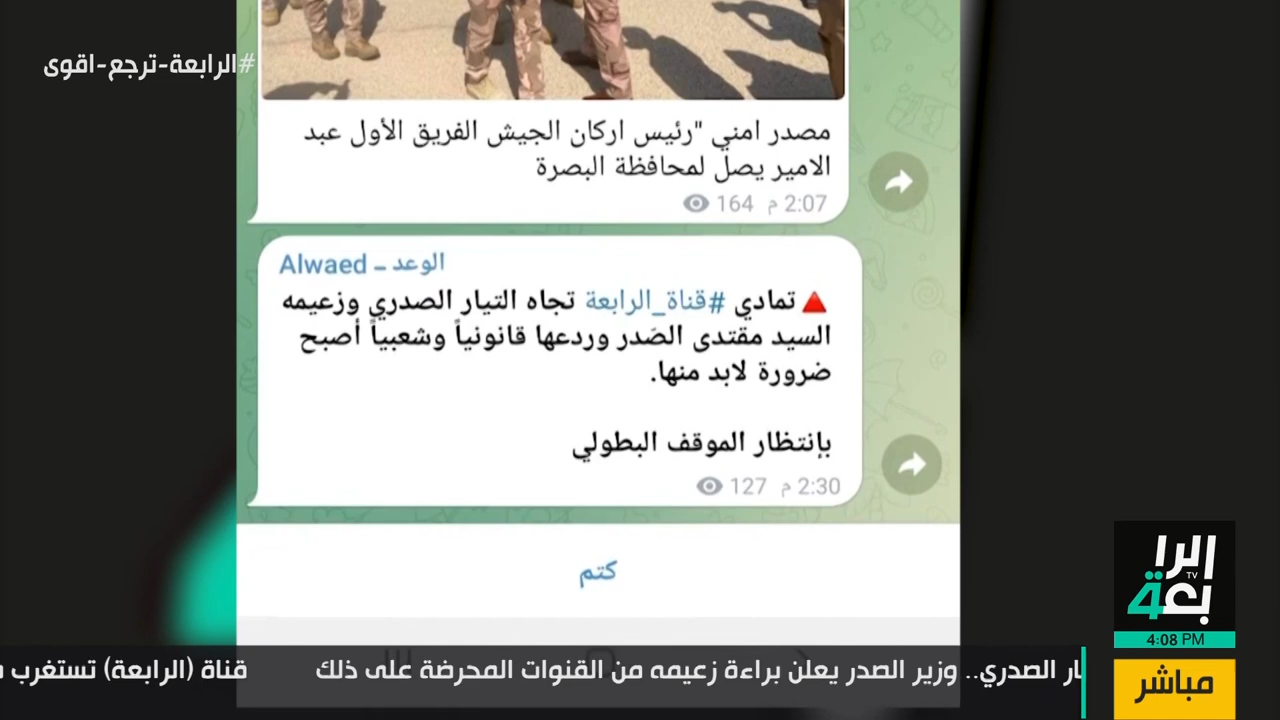 #الرابعة-ترجع-اقوى
مصدر امني "رئيس اركان الجيش الفريق الأول عبد
الامير يصل لمحافظة البصرة
164 2:07 م
الوعد ـ Alwaed
🔺تمادي #قناة_الرابعة تجاه التيار الصدري وزعيمه
السيد مقتدى الصَدر وردعها قانونياً وشعبياً أصبح
ضرورة لابد منها.
بإنتظار الموقف البطولي
127 2:30 م
كتم
الرابعة
TV
4:08 PM
مباشر
الصدري.. وزير الصدر يعلن براءة زعيمه من القنوات المحرضة على ذلك
قناة (الرابعة) تستغرب